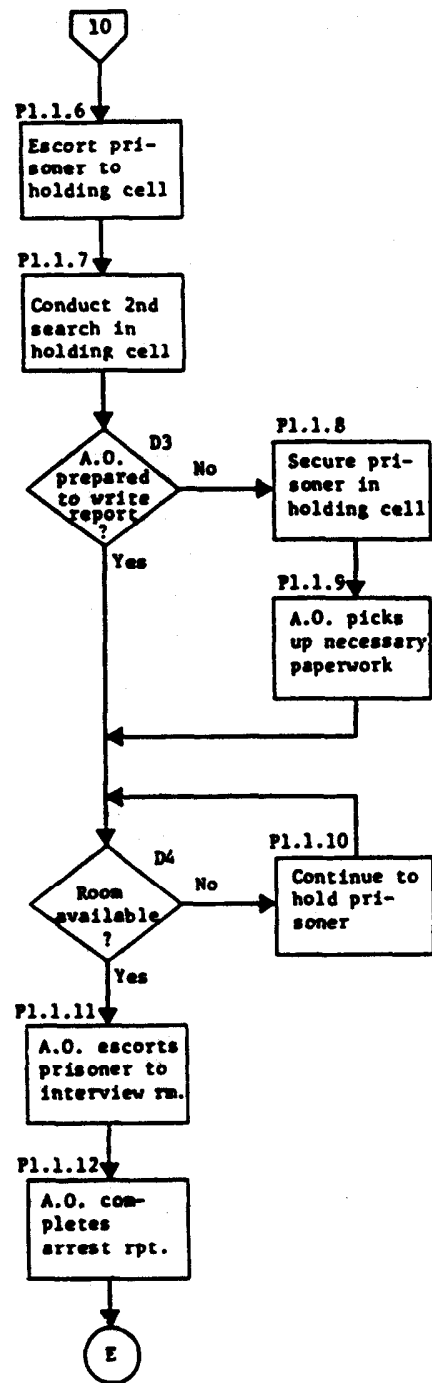 10
P1.1.6
Escort pri-
soner to
holding cell
P1.1.7
Conduct 2nd
search in
holding cell
D3
A.O.
prepared
to write
report
?
No
Yes
P1.1.8
Secure pri-
soner in
holding cell
P1.1.9
A.O. picks
up necessary
paperwork
D4
Room
available
?
No
Yes
P1.1.10
Continue to
hold pri-
soner
P1.1.11
A.O. escorts
prisoner to
interview rm.
P1.1.12
A.O. com-
pletes
arrest rpt.
E